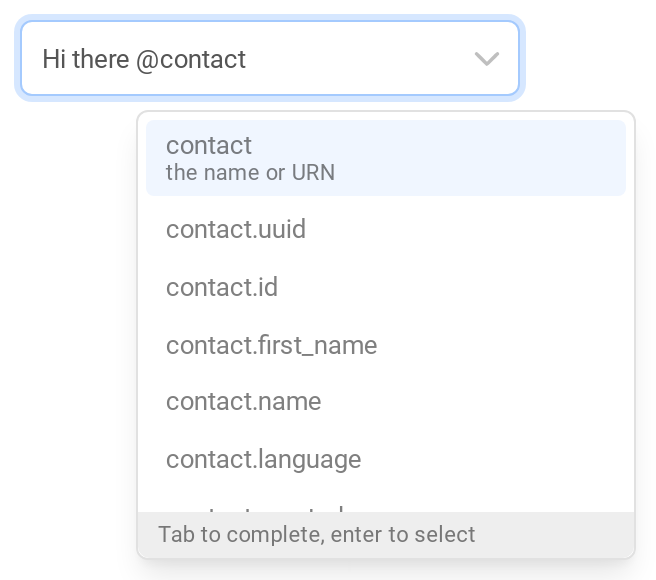 Hi there @contact
contact
the name or URN
contact.uuid
contact.id
contact.first_name
contact.name
contact.language
Tab to complete, enter to select